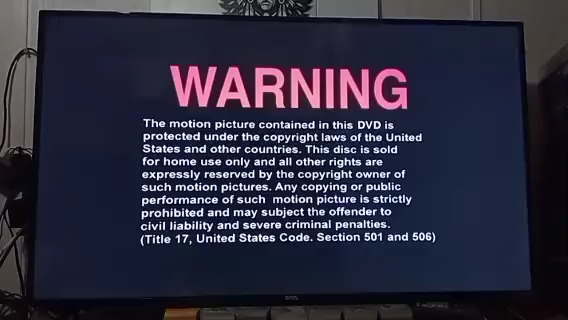 WARNING
The motion picture contained in this DVD is
protected under the copyright laws of the United
States and other countries. This disc is sold
for home use only and all other rights are
expressly reserved by the copyright owner of
such motion pictures. Any copying or public
performance of such motion picture is strictly
prohibited and may subject the offender to
civil liability and severe criminal penalties.
(Title 17, United States Code. Section 501 and 506)